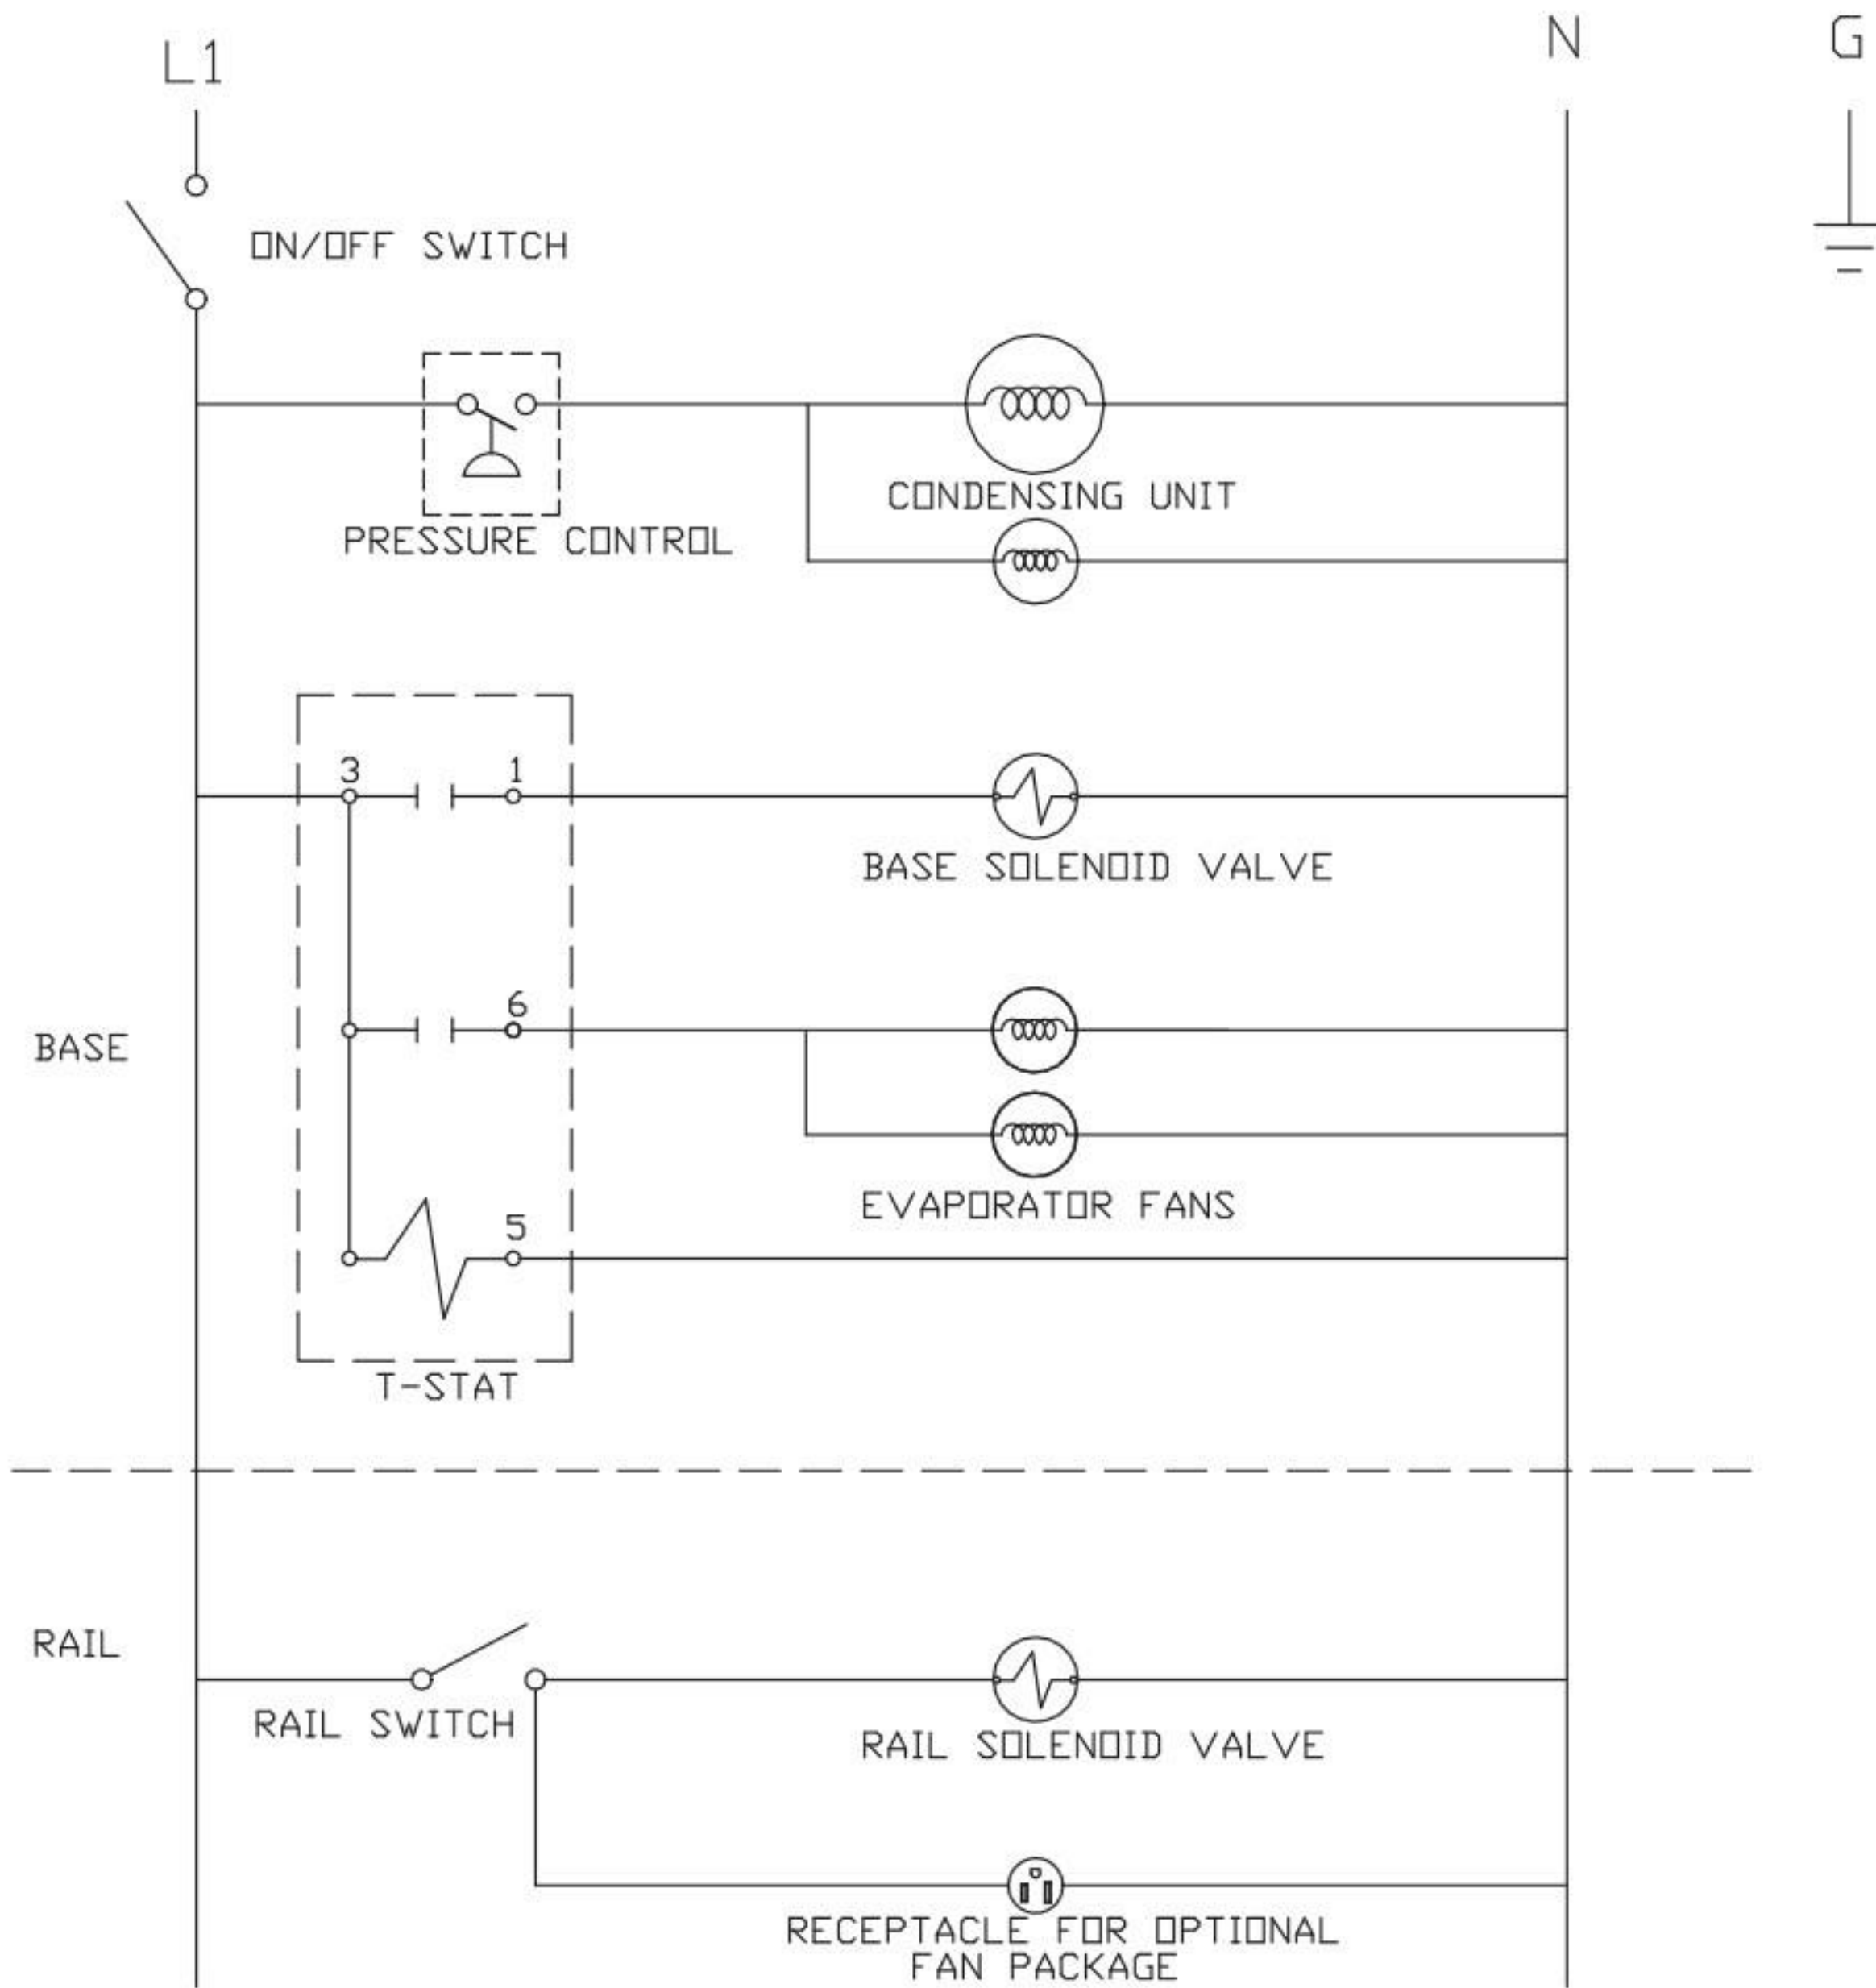 L1
N
G
ON/OFF SWITCH
CONDENSING UNIT
PRESSURE CONTROL
3
1
BASE SOLENOID VALVE
6
BASE
EVAPORATOR FANS
5
T-STAT
RAIL
RAIL SWITCH
RAIL SOLENOID VALVE
RECEPTACLE FOR OPTIONAL
FAN PACKAGE